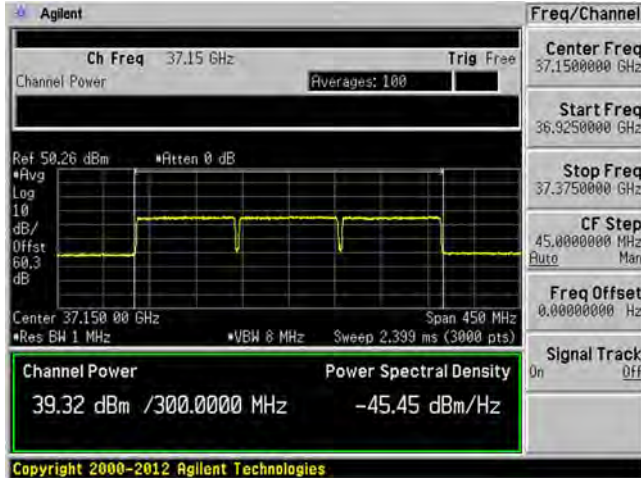 Agilent
Freq/Channel
Ch Freq 37.15 GHz Trig Free
Channel Power Averages: 100
Center Freq
37.1500000 GHz
Start Freq
36.9250000 GHz
Stop Freq
37.3750000 GHz
CF Step
45.0000000 MHz
Auto Man
Freq Offset
0.00000000 Hz
Signal Track
On Off
Ref 50.26 dBm *Atten 0 dB
*Avg
Log
10
dB/
Offst
60.3
dB
Center 37.150 00 GHz Span 450 MHz
*Res BW 1 MHz *VBW 8 MHz Sweep 2.399 ms (3000 pts)
Channel Power Power Spectral Density
39.32 dBm /300.0000 MHz -45.45 dBm/Hz
Copyright 2000-2012 Agilent Technologies